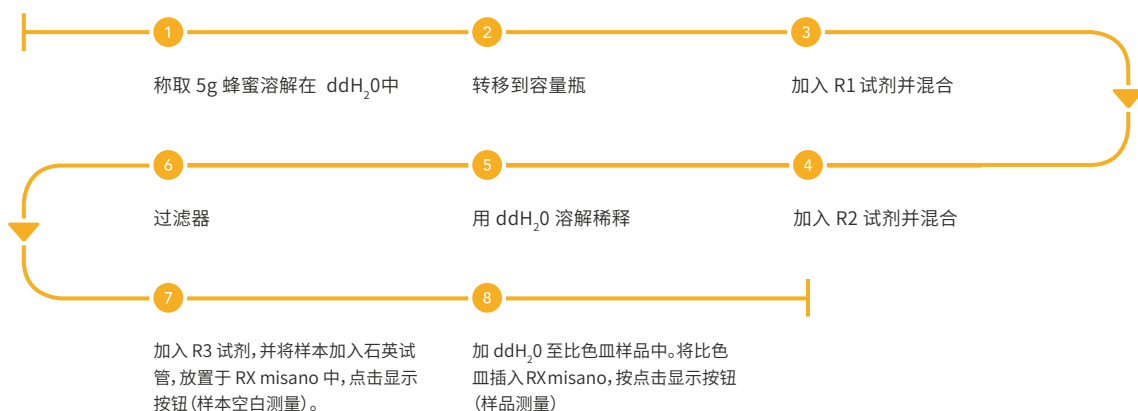 1
2
3
称取 5g 蜂蜜溶解在 ddH₂0中
转移到容量瓶
加入 R1 试剂并混合
6
5
4
过滤器
用 ddH₂0 溶解稀释
加入 R2 试剂并混合
7
8
加入 R3 试剂，并将样本加入石英试
管，放置于 RX misano 中，点击显示
按钮（样本空白测量）。
加 ddH₂0 至比色皿样品中。将比色
皿插入RXmisano，按点击显示按钮
（样品测量）